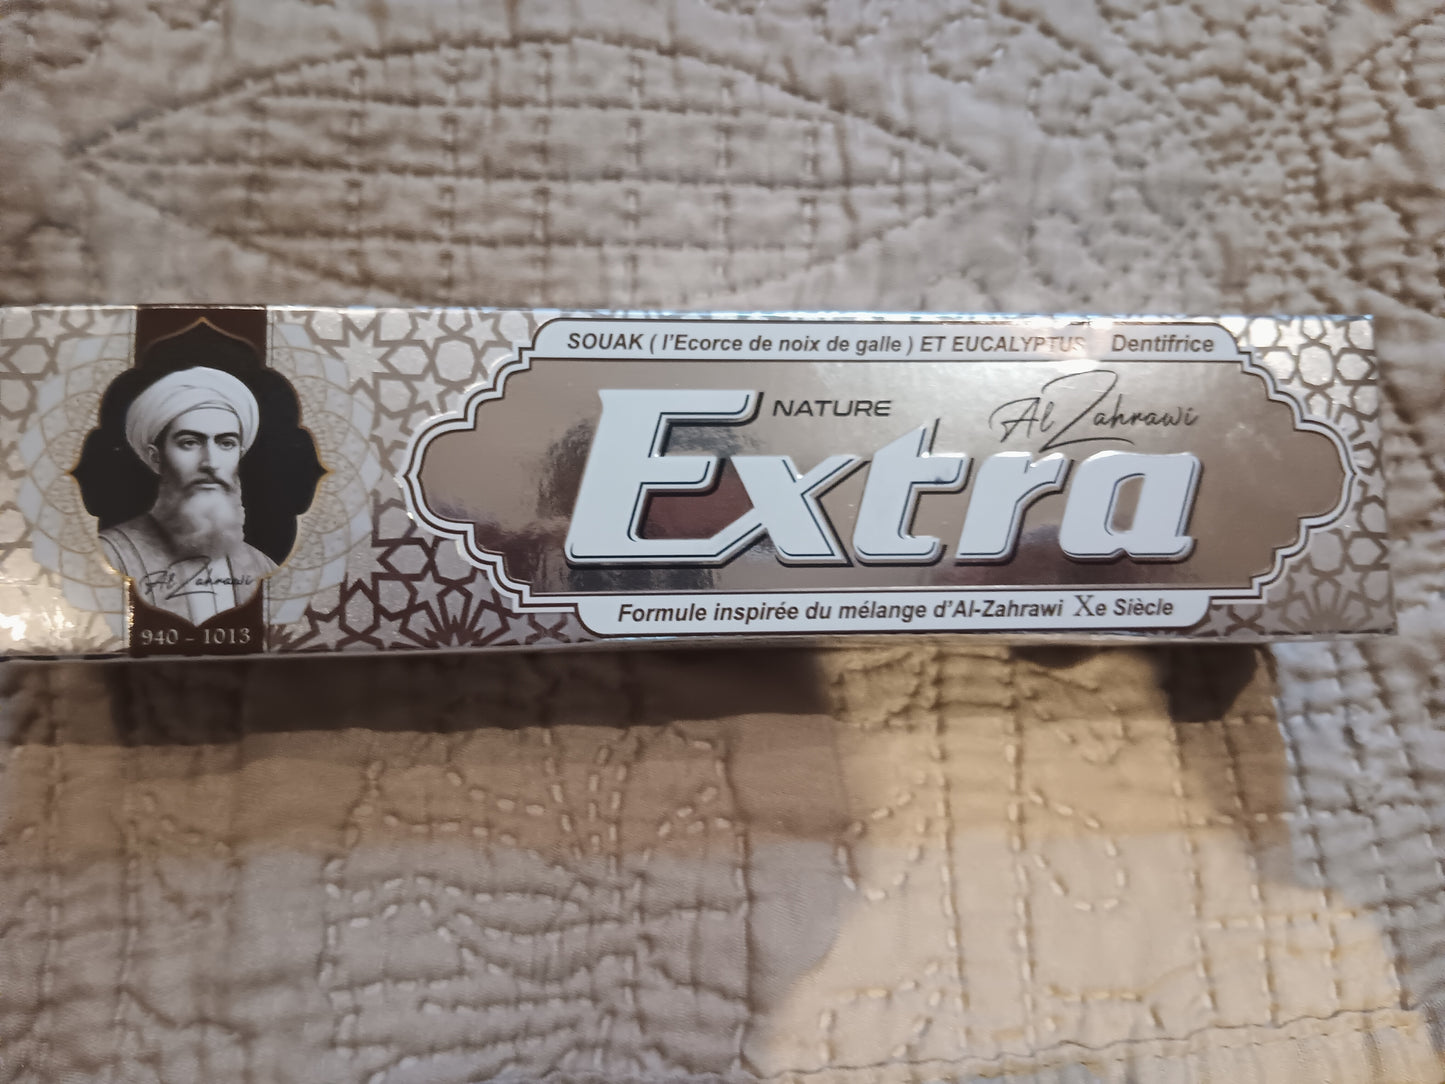 SOUAK ( l'Ecorce de noix de galle ) ET EUCALYPTUS Dentifrice
NATURE
Al Zahrawi
Extra
Formule inspirée du mélange d'Al-Zahrawi Xe Siècle
Al Zahrawi
940 - 1013